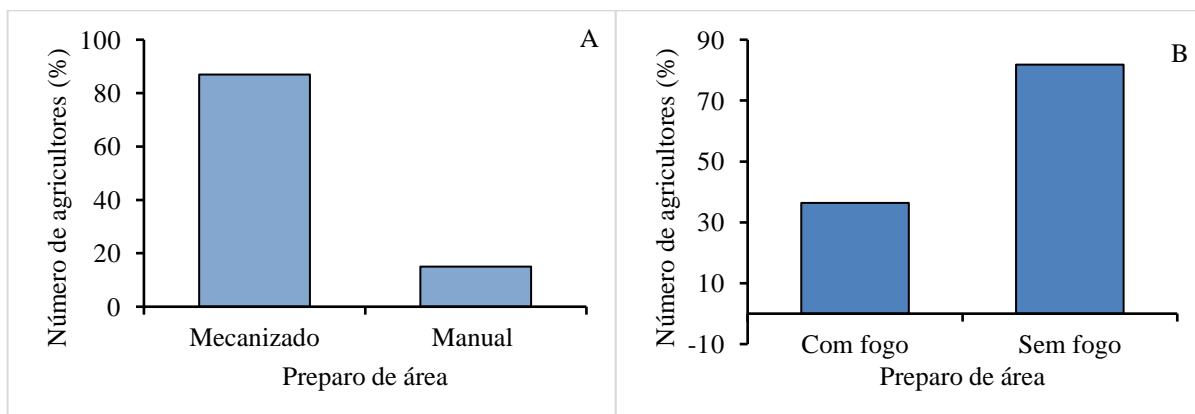 A
Número de agricultores (%)
100
80
60
40
20
0
Mecanizado
Manual
Preparo de área
B
Número de agricultores (%)
90
70
50
30
10
-10
Com fogo
Sem fogo
Preparo de área